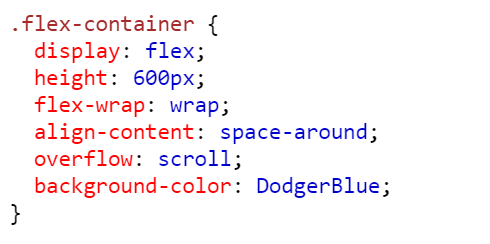 .flex-container {
  display: flex;
  height: 600px;
  flex-wrap: wrap;
  align-content: space-around;
  overflow: scroll;
  background-color: DodgerBlue;
}